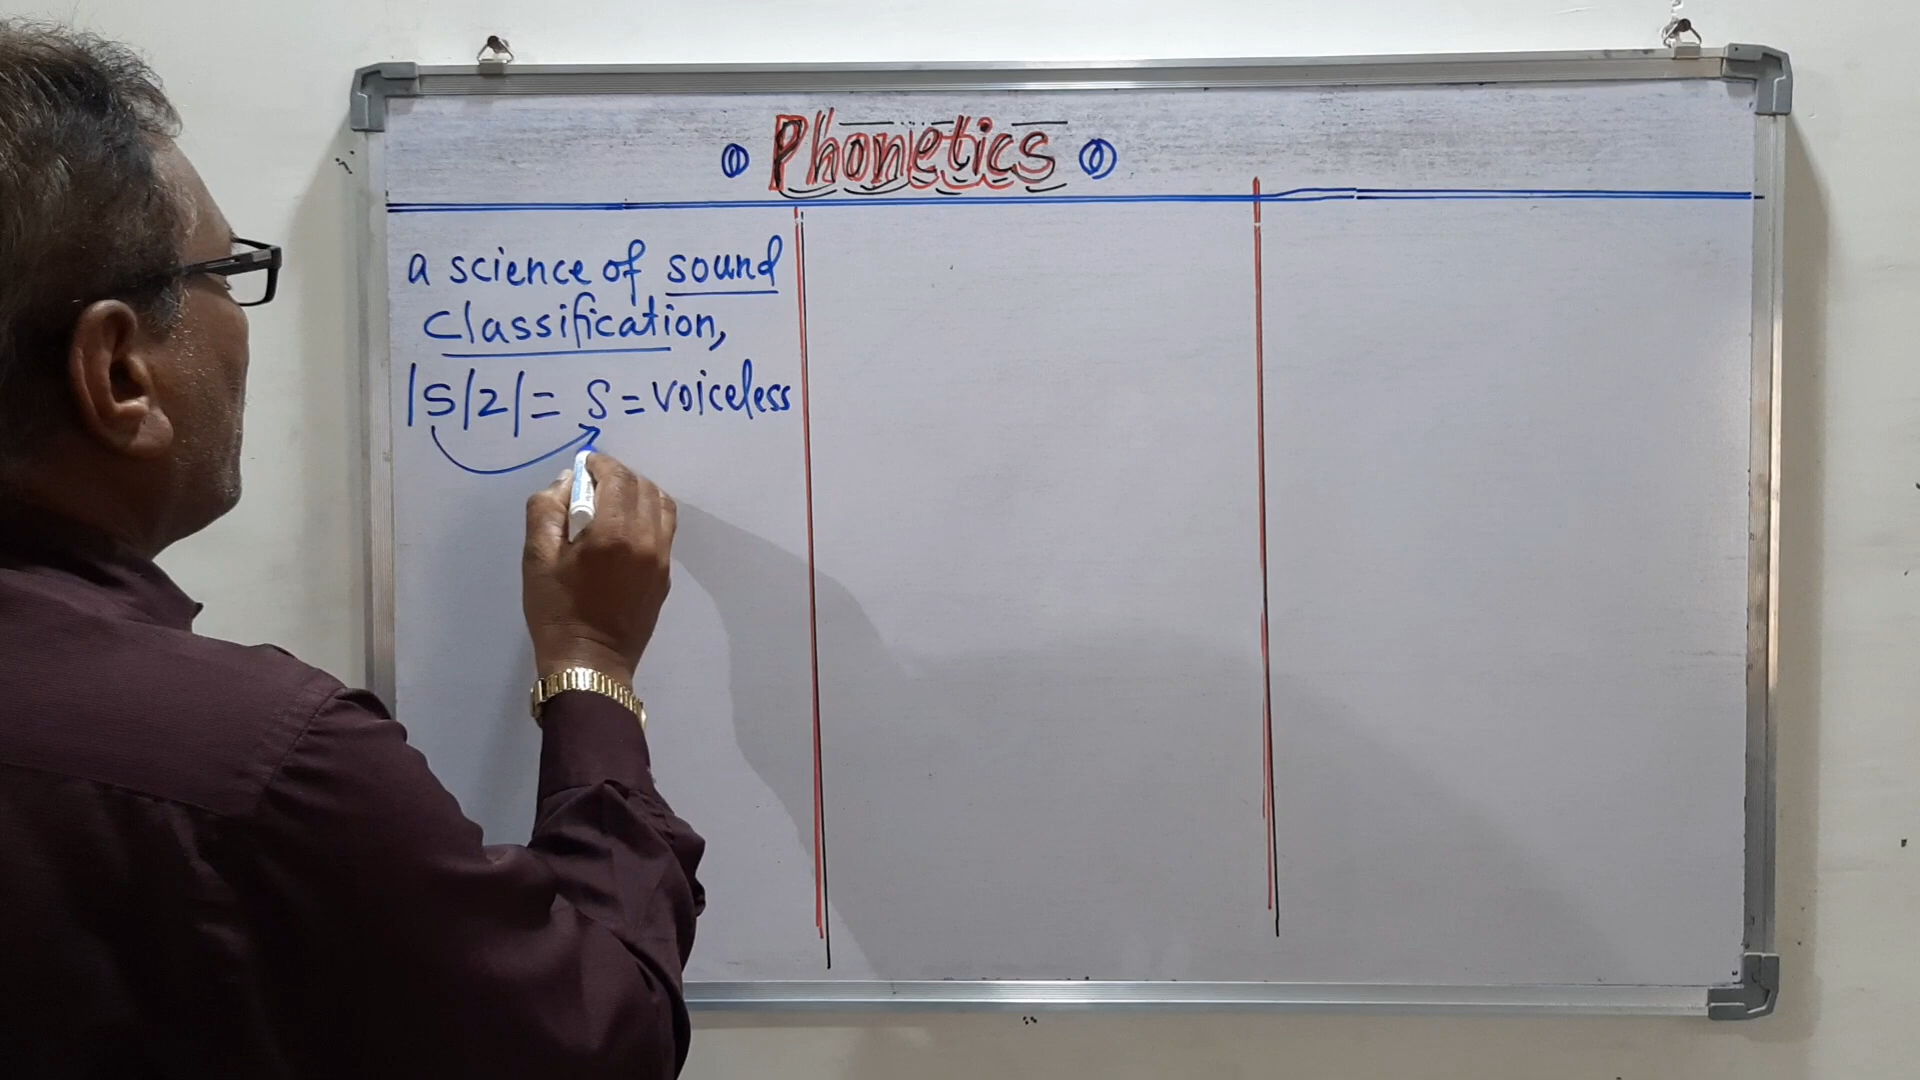 Phonetics
a science of sound
classification,
|s|z| = s = voiceless